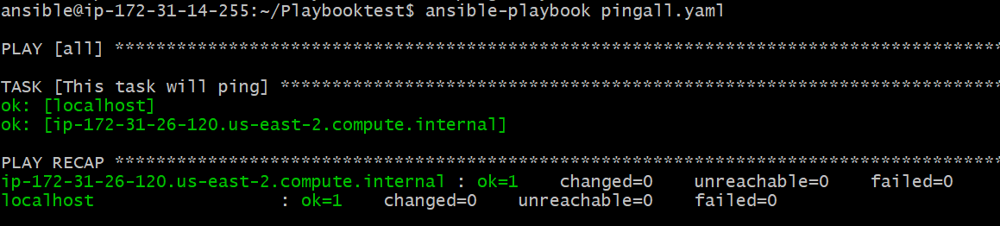 ansible@ip-172-31-14-255:~/Playbooktest$ ansible-playbook pingall.yaml
PLAY [all] **************************************************************************************
TASK [This task will ping] **********************************************************************
ok: [localhost]
ok: [ip-172-31-26-120.us-east-2.compute.internal]
PLAY RECAP **************************************************************************************
ip-172-31-26-120.us-east-2.compute.internal : ok=1    changed=0    unreachable=0    failed=0
localhost                  : ok=1    changed=0    unreachable=0    failed=0